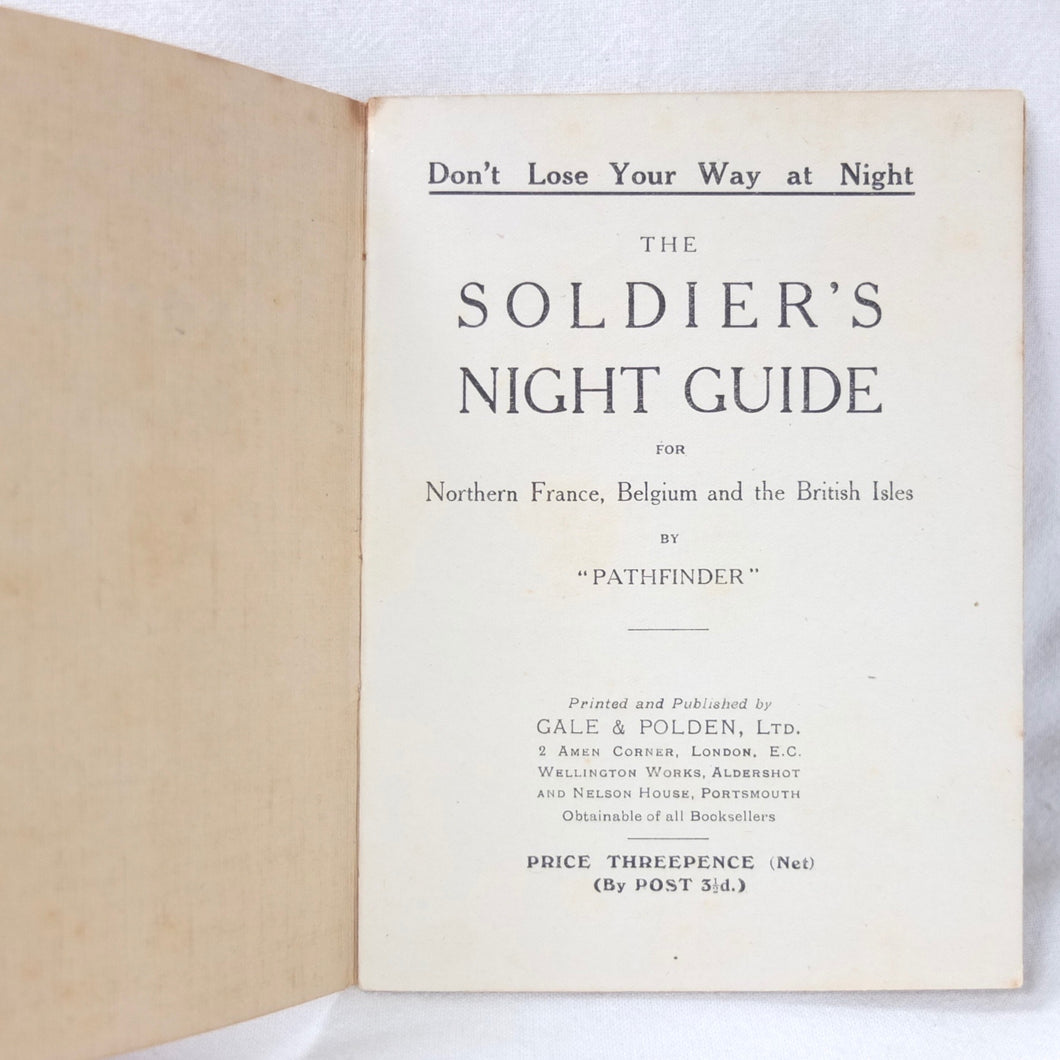 Don't Lose Your Way at Night
THE
SOLDIER'S
NIGHT GUIDE
FOR
Northern France, Belgium and the British Isles
BY
"PATHFINDER"
Printed and Published by
GALE & POLDEN, LTD.
2 AMEN CORNER, LONDON, E.C.
WELLINGTON WORKS, ALDERSHOT
AND NELSON HOUSE, PORTSMOUTH
Obtainable of all Booksellers
PRICE THREEPENCE (Net)
(By POST 3½d.)